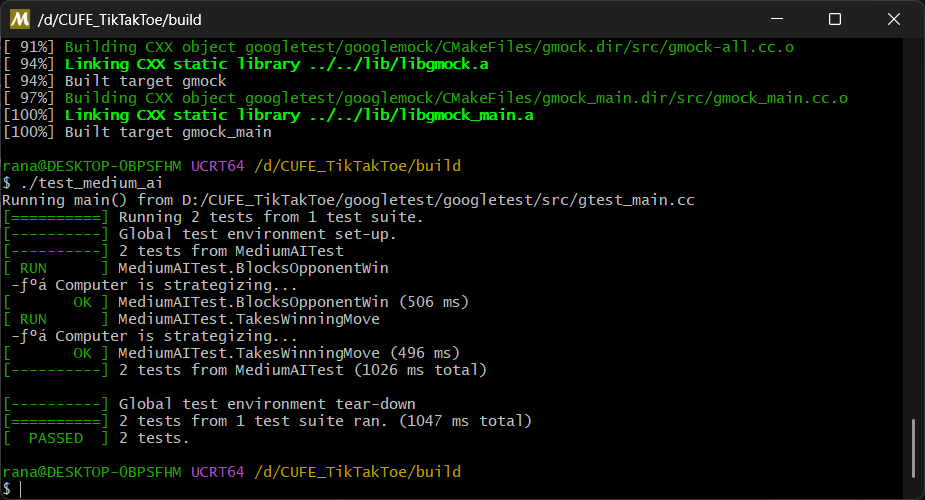 /d/CUFE_TikTakToe/build
[ 91%] Building CXX object googletest/googlemock/CMakeFiles/gmock.dir/src/gmock-all.cc.o
[ 94%] Linking CXX static library ../../lib/libgmock.a
[ 94%] Built target gmock
[ 97%] Building CXX object googletest/googlemock/CMakeFiles/gmock_main.dir/src/gmock_main.cc.o
[100%] Linking CXX static library ../../lib/libgmock_main.a
[100%] Built target gmock_main
rana@DESKTOP-OBPSFHM UCRT64 /d/CUFE_TikTakToe/build
$ ./test_medium_ai
Running main() from D:/CUFE_TikTakToe/googletest/googletest/src/gtest_main.cc
[==========] Running 2 tests from 1 test suite.
[----------] Global test environment set-up.
[----------] 2 tests from MediumAITest
[ RUN      ] MediumAITest.BlocksOpponentWin
-ƒºá Computer is strategizing...
[       OK ] MediumAITest.BlocksOpponentWin (506 ms)
[ RUN      ] MediumAITest.TakesWinningMove
-ƒºá Computer is strategizing...
[       OK ] MediumAITest.TakesWinningMove (496 ms)
[----------] 2 tests from MediumAITest (1026 ms total)
[----------] Global test environment tear-down
[==========] 2 tests from 1 test suite ran. (1047 ms total)
[  PASSED  ] 2 tests.
rana@DESKTOP-OBPSFHM UCRT64 /d/CUFE_TikTakToe/build
$